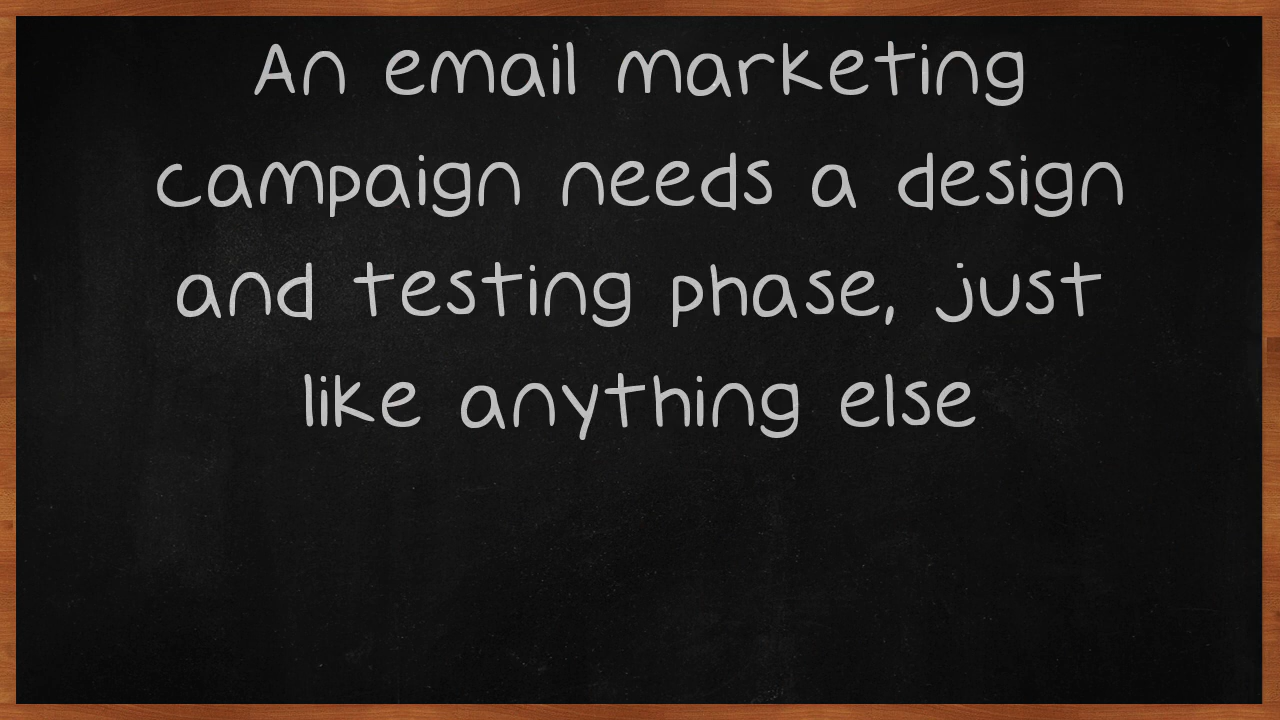 An email marketing
campaign needs a design
and testing phase, just
like anything else